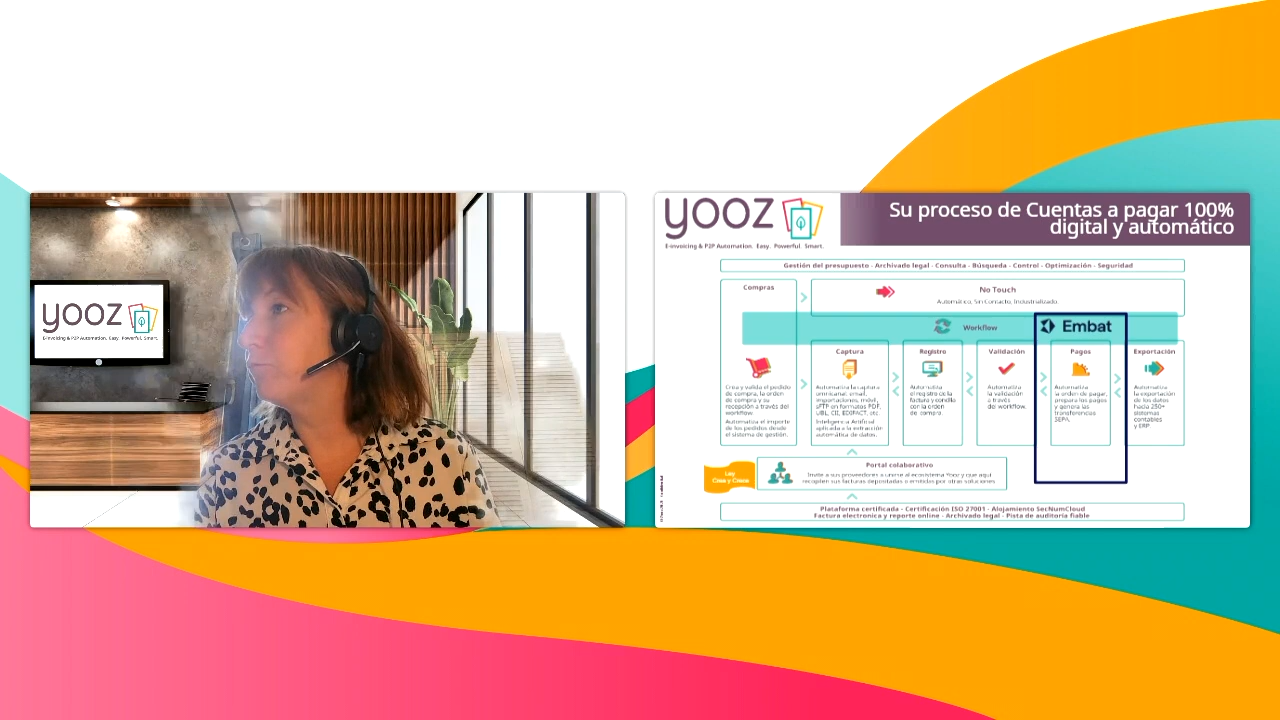 yooz
E-invoicing & P2P Automation. Easy. Powerful. Smart.
yooz
E-invoicing & P2P Automation. Easy. Powerful. Smart.
Su proceso de Cuentas a pagar 100%
digital y automático
Gestión del presupuesto - Archivado legal - Consulta - Búsqueda - Control - Optimización - Seguridad
Compras
No Touch
Automático, Sin Contacto, Industrializado.
Workflow
Embat
Crea y valida el pedido
de compra, la orden
de compra y su
recepción a través del
workflow.
Automatiza el importe
de los pedidos desde
el sistema de gestión.
Captura
Automatiza la captura
omnicanal: email,
importaciones, móvil,
sFTP en formatos PDF,
UBL, CII, EDIFACT, etc.
Inteligencia Artificial
aplicada a la extracción
automática de datos.
Registro
Automatiza
el registro de la
factura y concilia
con la orden
de compra.
Validación
Automatiza
la validación
a través
del workflow.
Pagos
Automatiza
la orden de pagar,
prepara los pagos
y genera las
transferencias
SEPA.
Exportación
Automatiza
la exportación
de los datos
hacia 250+
sistemas
contables
y ERP
Ley
Crea y Crece
Portal colaborativo
Invite a sus proveedores a unirse al ecosistema Yooz y que aquí
recopilen sus facturas depositadas o emitidas por otras soluciones
Plataforma certificada - Certificación ISO 27001 - Alojamiento SecNumCloud
Factura electronica y reporte online - Archivado legal - Pista de auditoría fiable